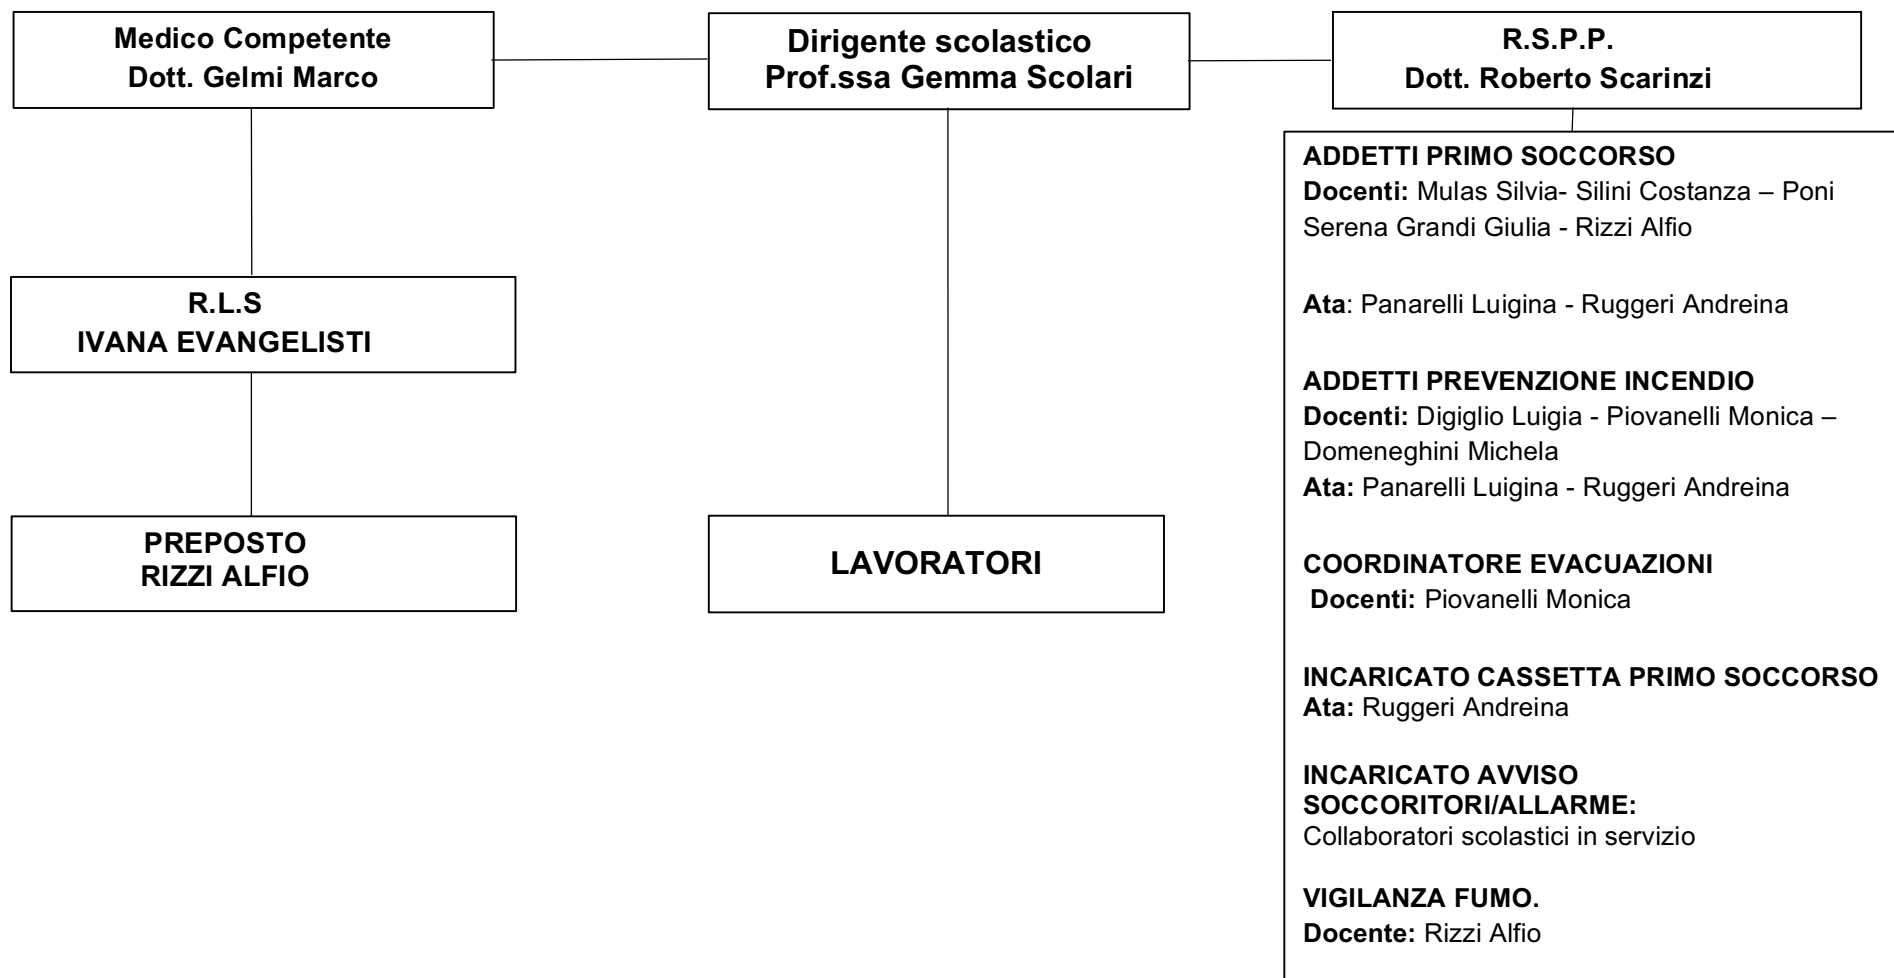 Medico Competente
Dott. Gelmi Marco
Dirigente scolastico
Prof.ssa Gemma Scolari
R.S.P.P.
Dott. Roberto Scarinzi
R.L.S
IVANA EVANGELISTI
PREPOSTO
RIZZI ALFIO
LAVORATORI
ADDETTI PRIMO SOCCORSO
Docenti: Mulas Silvia- Silini Costanza – Poni
Serena Grandi Giulia - Rizzi Alfio
Ata: Panarelli Luigina - Ruggeri Andreina
ADDETTI PREVENZIONE INCENDIO
Docenti: Digiglio Luigia - Piovanelli Monica –
Domeneghini Michela
Ata: Panarelli Luigina - Ruggeri Andreina
COORDINATORE EVACUAZIONI
Docenti: Piovanelli Monica
INCARICATO CASSETTA PRIMO SOCCORSO
Ata: Ruggeri Andreina
INCARICATO AVVISO
SOCCORITORI/ALLARME:
Collaboratori scolastici in servizio
VIGILANZA FUMO.
Docente: Rizzi Alfio